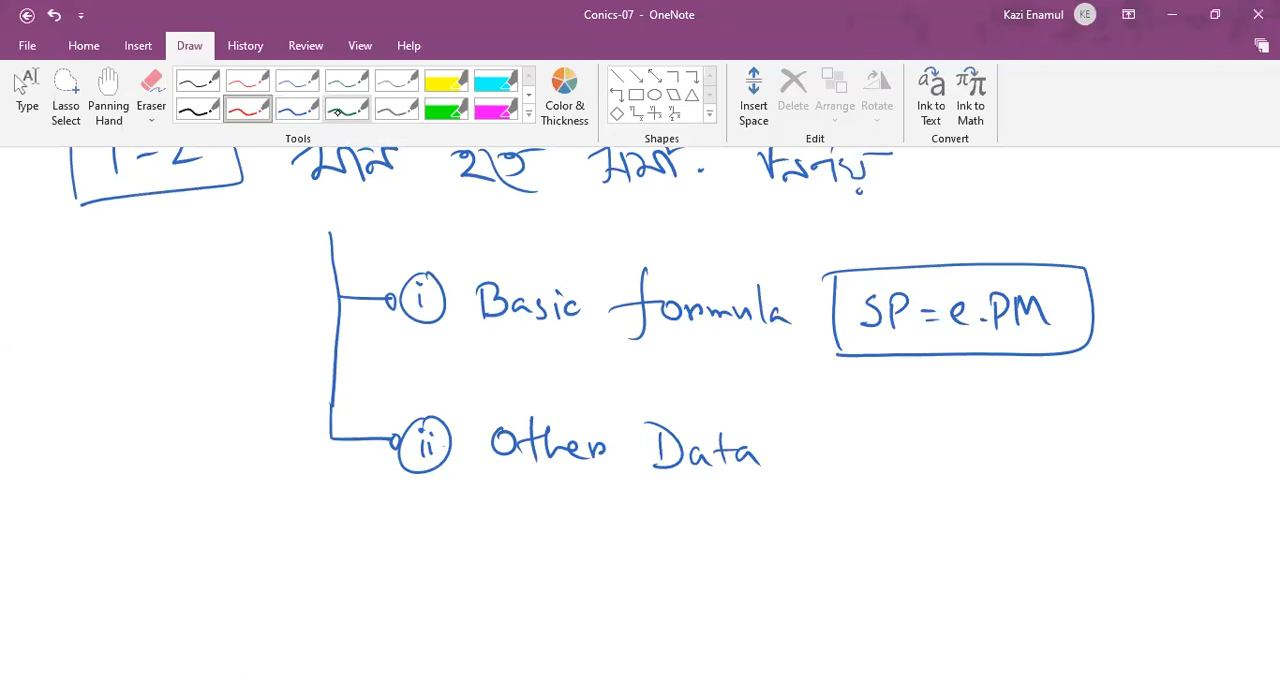 Conics-07 - OneNote
Kazi Enamul KE
File Home Insert Draw History Review View Help
Type Lasso Select Panning Hand Eraser Color & Thickness Insert Space Delete Arrange Rotate Ink to Text Ink to Math
Tools Shapes Edit Convert
হতে
i Basic formula SP = e.PM
ii Other Data